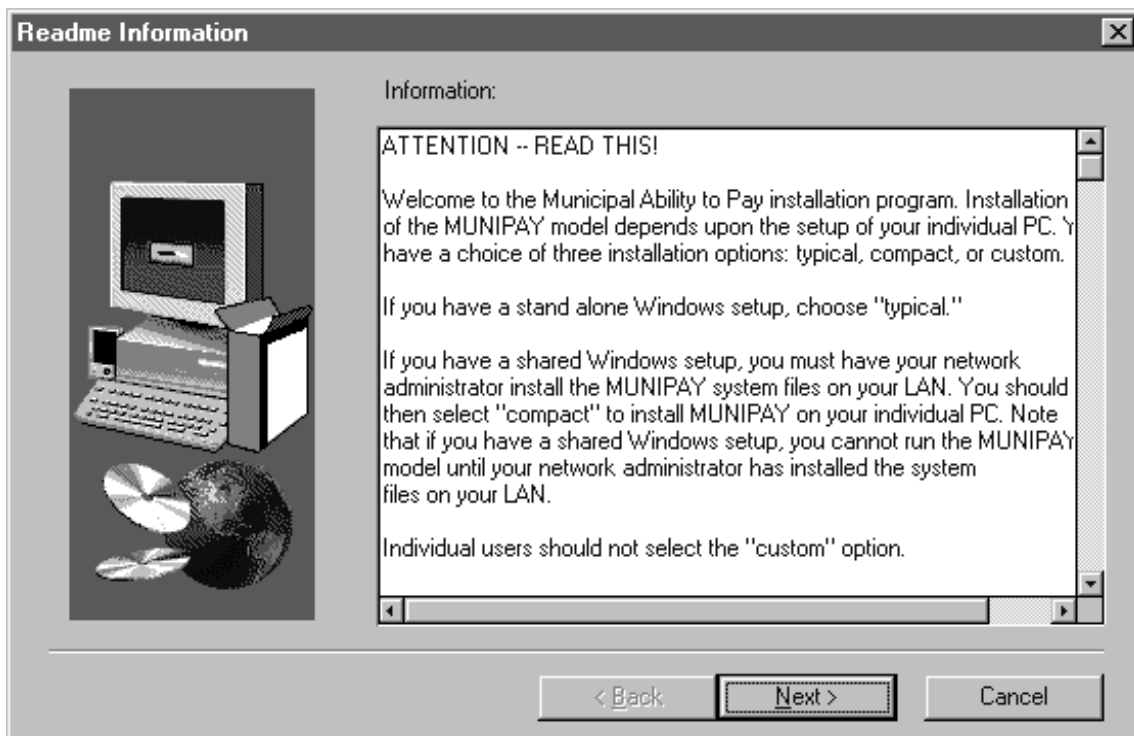 Readme Information
Information:
ATTENTION -- READ THIS!
Welcome to the Municipal Ability to Pay installation program. Installation
of the MUNIPAY model depends upon the setup of your individual PC. Y
have a choice of three installation options: typical, compact, or custom.
If you have a stand alone Windows setup, choose "typical."
If you have a shared Windows setup, you must have your network
administrator install the MUNIPAY system files on your LAN. You should
then select "compact" to install MUNIPAY on your individual PC. Note
that if you have a shared Windows setup, you cannot run the MUNIPAY
model until your network administrator has installed the system
files on your LAN.
Individual users should not select the "custom" option.
< Back
Next >
Cancel